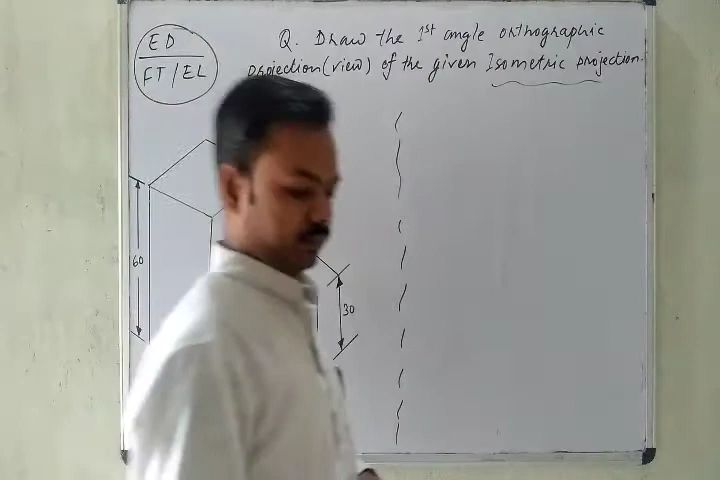 ED
FT/EL
Q. Draw the 1st angle orthographic
projection (view) of the given Isometric projection.
60
30